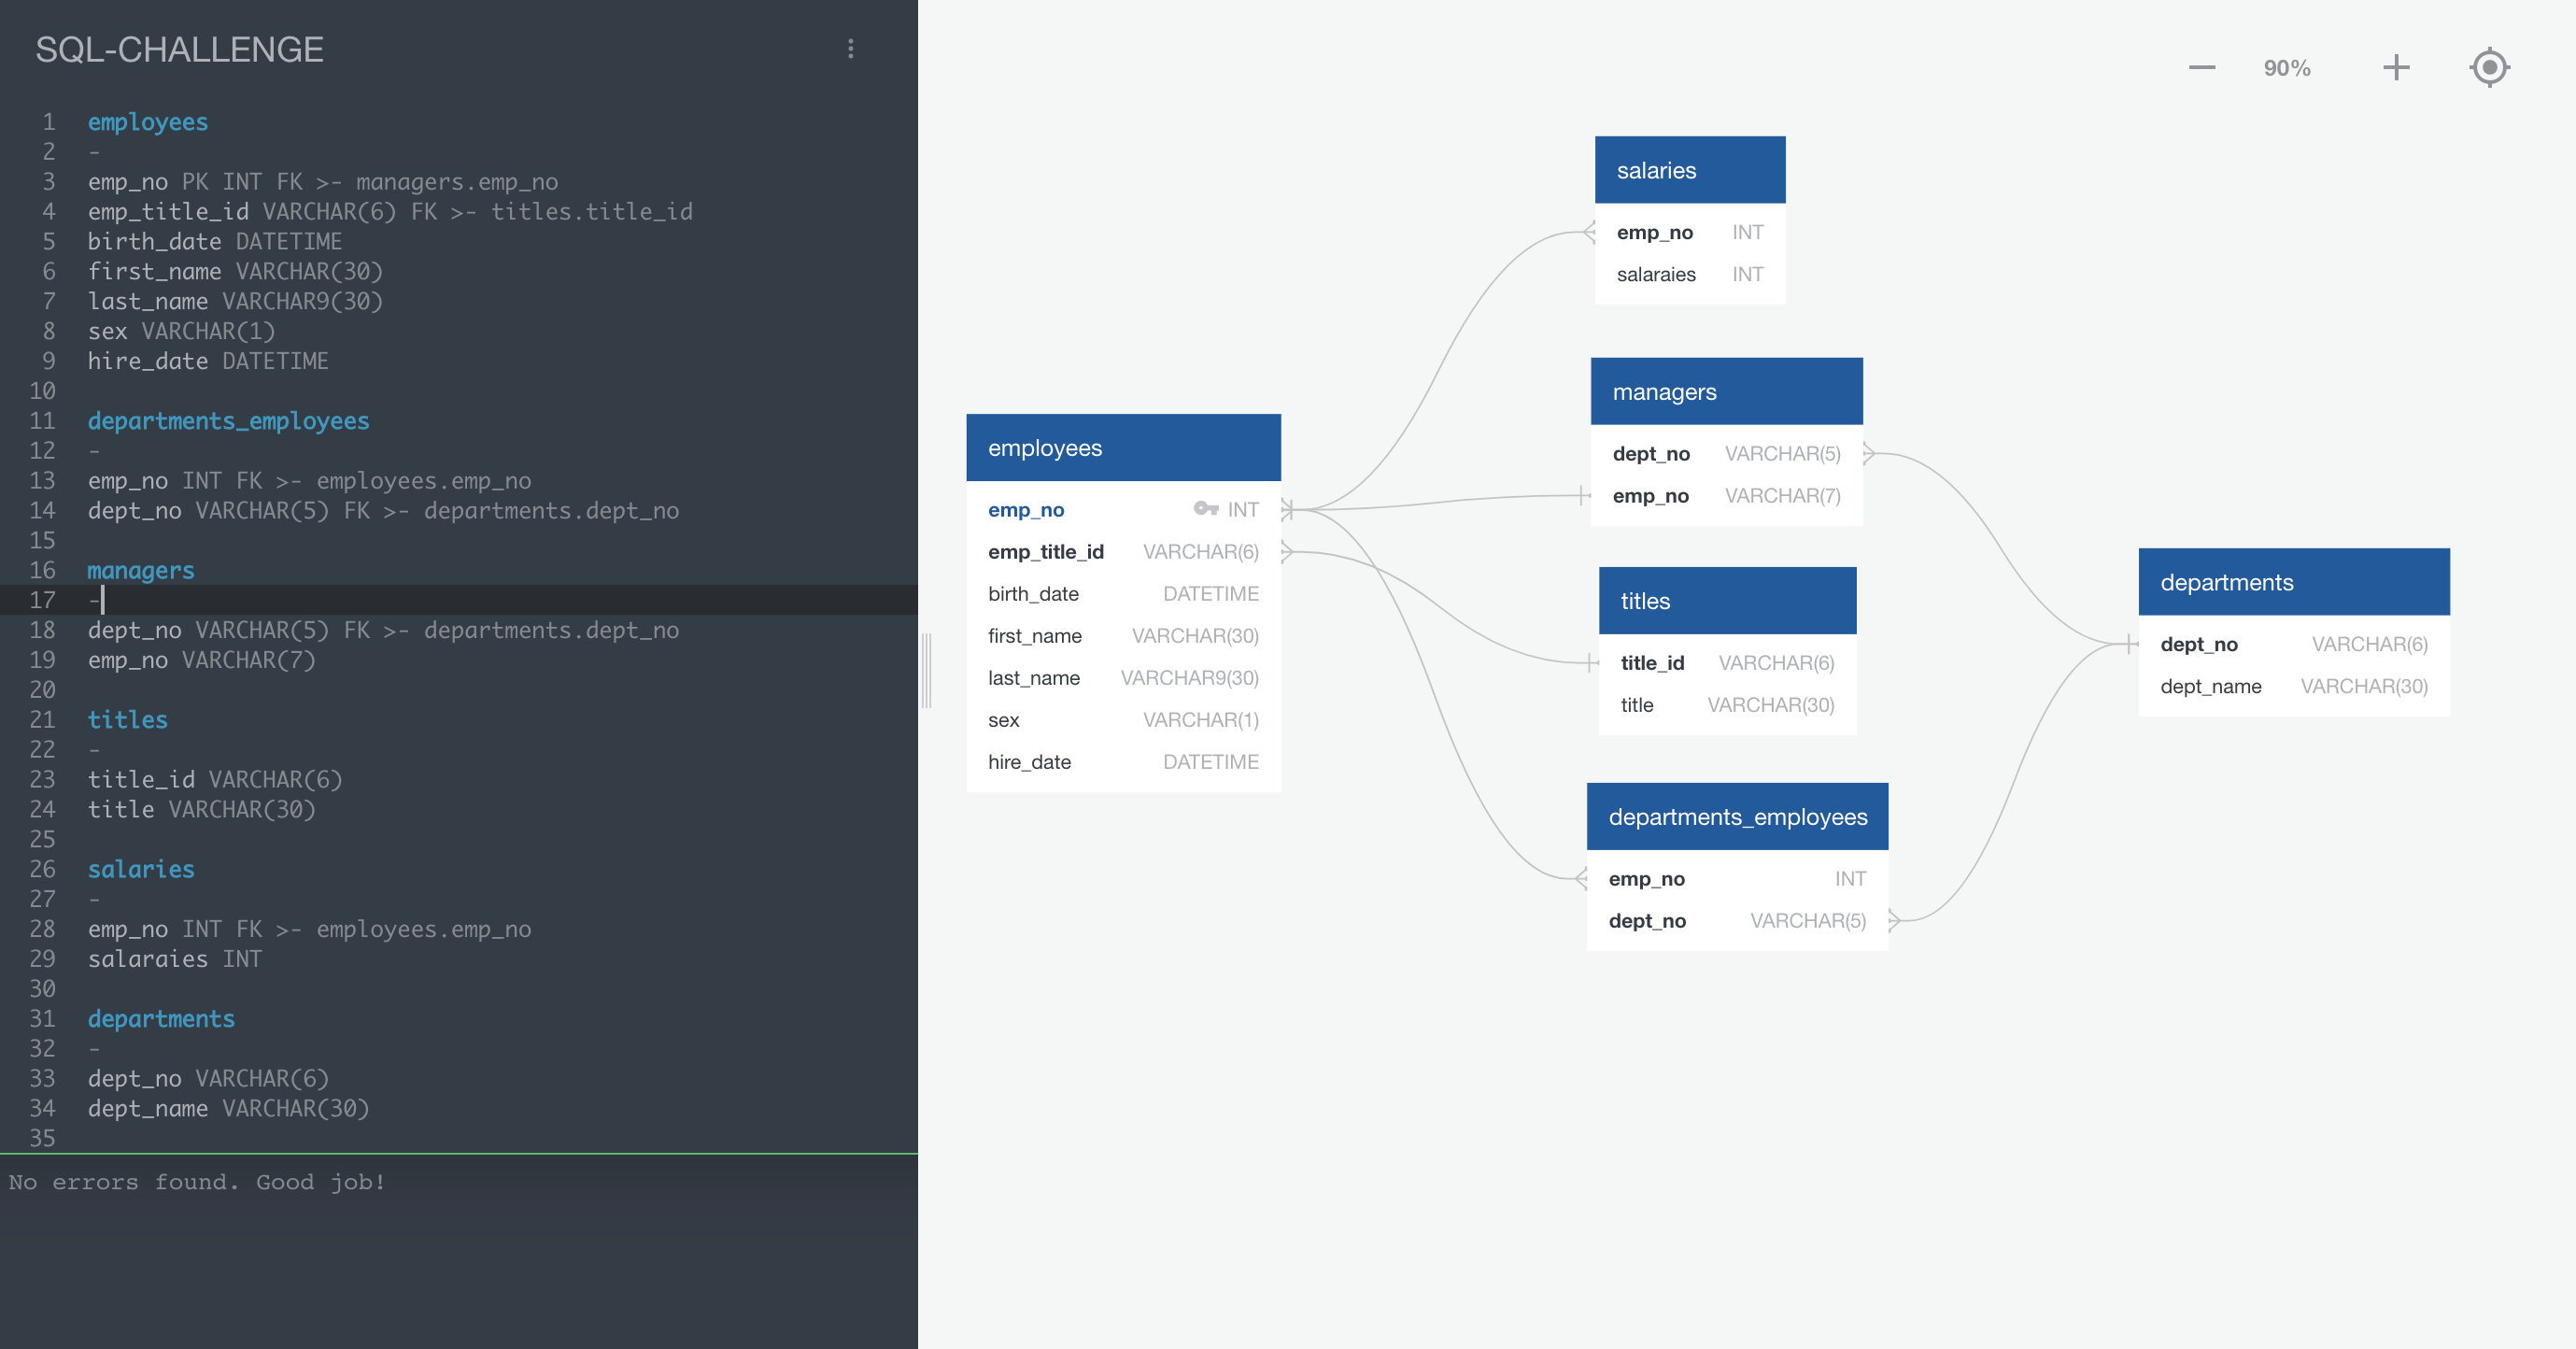 SQL-CHALLENGE
1 employees
2 -
3 emp_no PK INT FK >- managers.emp_no
4 emp_title_id VARCHAR(6) FK >- titles.title_id
5 birth_date DATETIME
6 first_name VARCHAR(30)
7 last_name VARCHAR9(30)
8 sex VARCHAR(1)
9 hire_date DATETIME
10
11 departments_employees
12 -
13 emp_no INT FK >- employees.emp_no
14 dept_no VARCHAR(5) FK >- departments.dept_no
15
16 managers
17 -
18 dept_no VARCHAR(5) FK >- departments.dept_no
19 emp_no VARCHAR(7)
20
21 titles
22 -
23 title_id VARCHAR(6)
24 title VARCHAR(30)
25
26 salaries
27 -
28 emp_no INT FK >- employees.emp_no
29 salaraies INT
30
31 departments
32 -
33 dept_no VARCHAR(6)
34 dept_name VARCHAR(30)
35
No errors found. Good job!
90%
employees
emp_no INT
emp_title_id VARCHAR(6)
birth_date DATETIME
first_name VARCHAR(30)
last_name VARCHAR9(30)
sex VARCHAR(1)
hire_date DATETIME
salaries
emp_no INT
salaraies INT
managers
dept_no VARCHAR(5)
emp_no VARCHAR(7)
titles
title_id VARCHAR(6)
title VARCHAR(30)
departments_employees
emp_no INT
dept_no VARCHAR(5)
departments
dept_no VARCHAR(6)
dept_name VARCHAR(30)